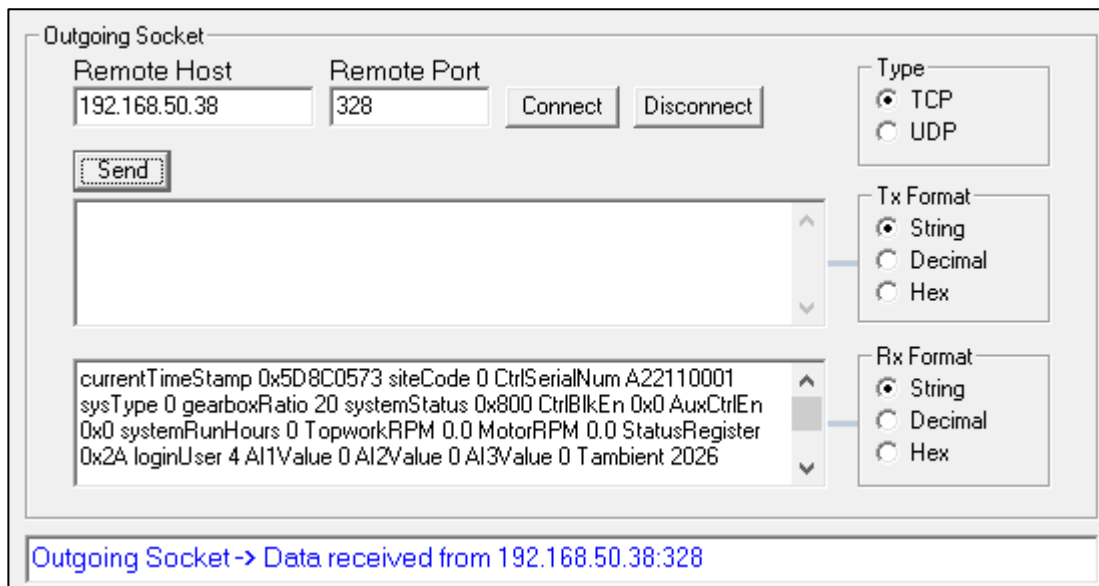 Outgoing Socket
Remote Host
Remote Port
192.168.50.38
328
Connect
Disconnect
Type
TCP
UDP
Send
Tx Format
String
Decimal
Hex
currentTimeStamp 0x5D8C0573 siteCode 0 CtrlSerialNum A22110001
sysType 0 gearboxRatio 20 systemStatus 0x800 CtrlBlkEn 0x0 AuxCtrlEn
0x0 systemRunHours 0 TopworkRPM 0.0 MotorRPM 0.0 StatusRegister
0x2A loginUser 4 AI1Value 0 AI2Value 0 AI3Value 0 Tambient 2026
Rx Format
String
Decimal
Hex
Outgoing Socket -> Data received from 192.168.50.38:328